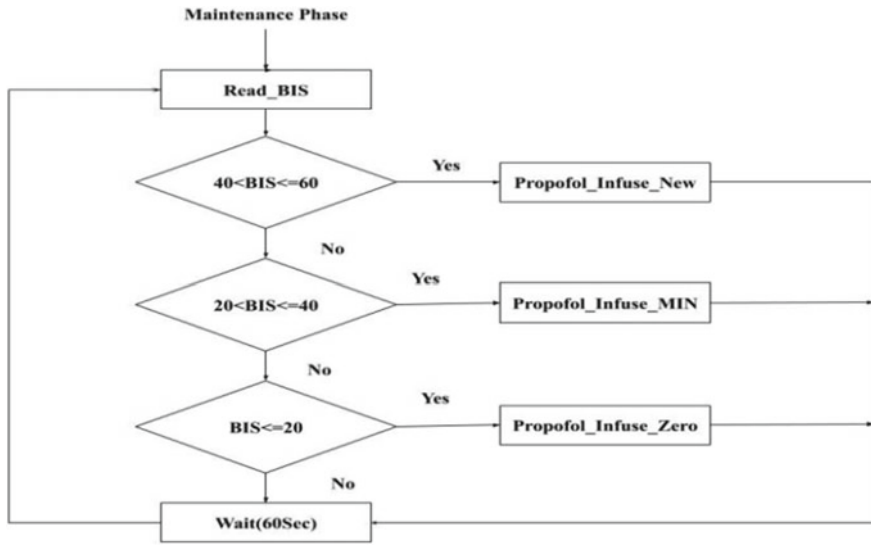 Maintenance Phase
Read_BIS
40<BIS<=60
Yes
Propofol_Infuse_New
No
20<BIS<=40
Yes
Propofol_Infuse_MIN
No
BIS<=20
Yes
Propofol_Infuse_Zero
No
Wait(60Sec)